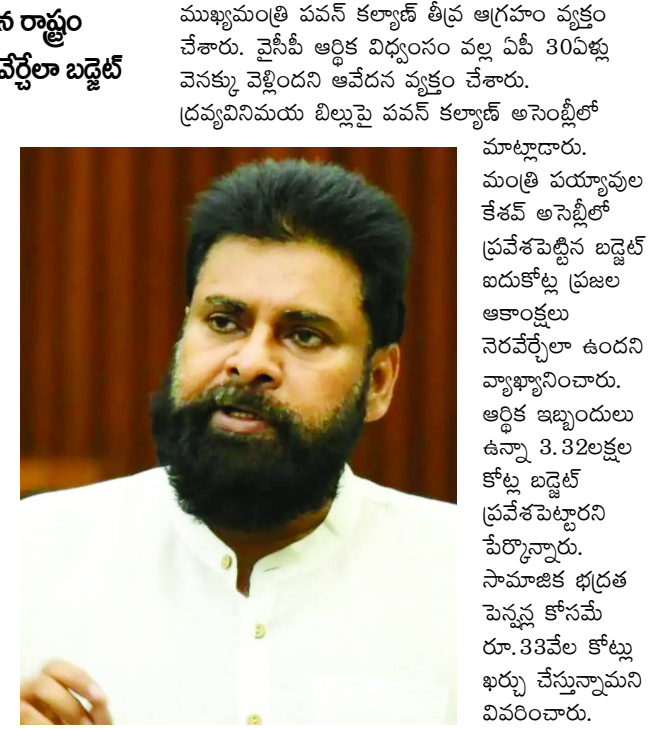 న రాష్ట్రం
వేర్చేలా బడ్జెట్
ముఖ్యమంత్రి పవన్ కల్యాణ్ తీవ్ర ఆగ్రహం వ్యక్తం
చేశారు. వైసీపీ ఆర్థిక విధ్వంసం వల్ల ఏపీ 30ఏళ్లు
వెనక్కు వెళ్లిందని ఆవేదన వ్యక్తం చేశారు.
ద్రవ్యవినిమయ బిల్లుపై పవన్ కల్యాణ్ అసెంబ్లీలో
మాట్లాడారు.
మంత్రి పయ్యావుల
కేశవ్ అసెబ్లీలో
ప్రవేశపెట్టిన బడ్జెట్
ఐదుకోట్ల ప్రజల
ఆకాంక్షలు
నెరవేర్చేలా ఉందని
వ్యాఖ్యానించారు.
ఆర్థిక ఇబ్బందులు
ఉన్నా 3.32లక్షల
కోట్ల బడ్జెట్
ప్రవేశపెట్టారని
పేర్కొన్నారు.
సామాజిక భద్రత
పెన్షన్ల కోసమే
రూ.33వేల కోట్లు
ఖర్చు చేస్తున్నామని
వివరించారు.